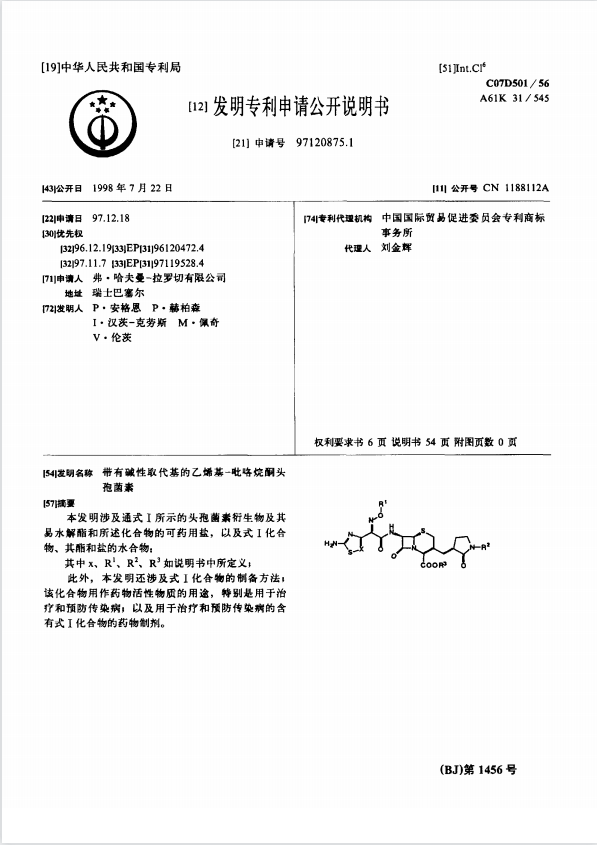 [19]中华人民共和国专利局
[51]Int.Cl⁶
C07D501/56
A61K 31/545
[12] 发明专利申请公开说明书
[21] 申请号 97120875.1
[43]公开日 1998 年 7 月 22 日
[11] 公开号 CN 1188112A
[22]申请日 97.12.18
[30]优先权
[32]96.12.19[33]EP[31]96120472.4
[32]97.11.7 [33]EP[31]97119528.4
[71]申请人 弗·哈夫曼-拉罗切有限公司
地址 瑞士巴塞尔
[72]发明人 P·安格恩 P·赫柏森
I·汉茨-克劳斯 M·佩奇
V·伦茨
[74]专利代理机构 中国国际贸易促进委员会专利商标
事务所
代理人 刘金辉
权利要求书 6 页 说明书 54 页 附图页数 0 页
[54]发明名称 带有碱性取代基的乙烯基-吡咯烷酮头
孢菌素
[57]摘要
本发明涉及通式 I 所示的头孢菌素衍生物及其
易水解酯和所述化合物的可药用盐，以及式 I 化合
物、其酯和盐的水合物；
其中 x、R¹、R²、R³ 如说明书中所定义；
此外，本发明还涉及式 I 化合物的制备方法；
该化合物用作药物活性物质的用途，特别是用于治
疗和预防传染病；以及用于治疗和预防传染病的含
有式 I 化合物的药物制剂。
R¹
O
N
H
N
S
H₂N
N
S
X
O
N
O
COOR³
N-R²
(BJ)第 1456 号